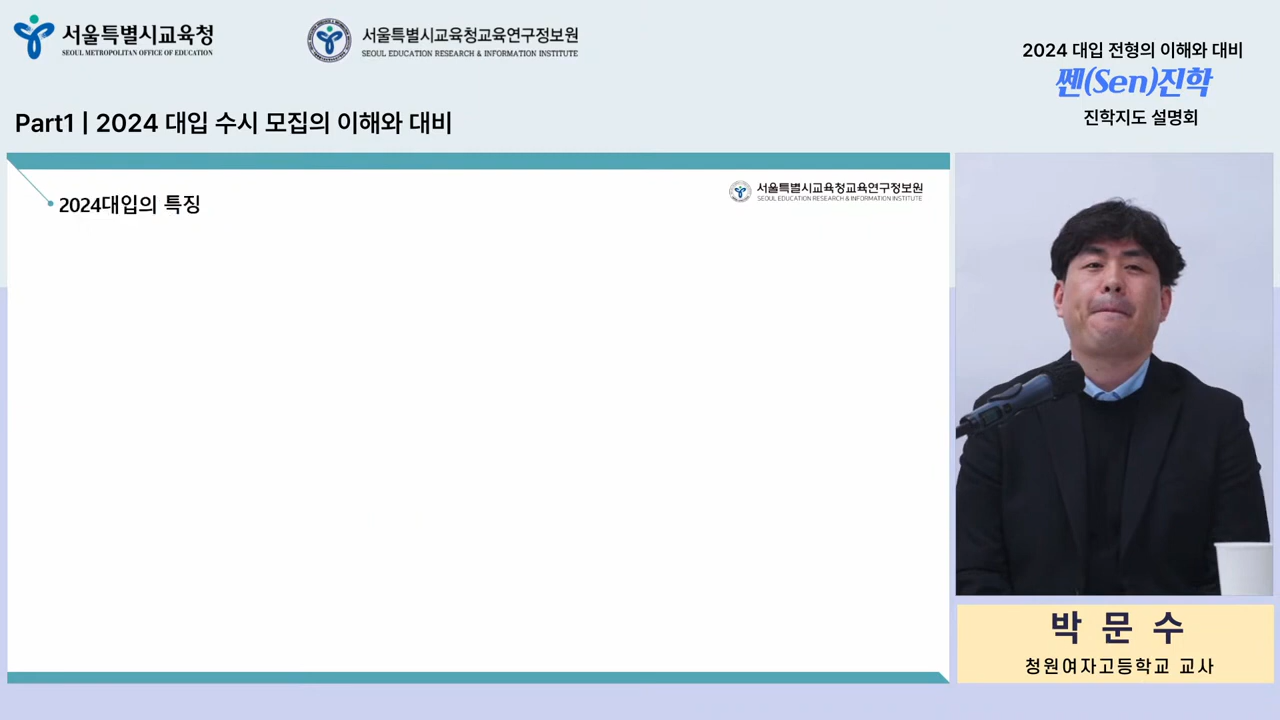 서울특별시교육청
SEOUL METROPOLITAN OFFICE OF EDUCATION
서울특별시교육청교육연구정보원
SEOUL EDUCATION RESEARCH & INFORMATION INSTITUTE
2024 대입 전형의 이해와 대비
쎈(Sen)진학
진학지도 설명회
Part1 | 2024 대입 수시 모집의 이해와 대비
2024대입의 특징
서울특별시교육청교육연구정보원
SEOUL EDUCATION RESEARCH & INFORMATION INSTITUTE
박 문 수
청원여자고등학교 교사